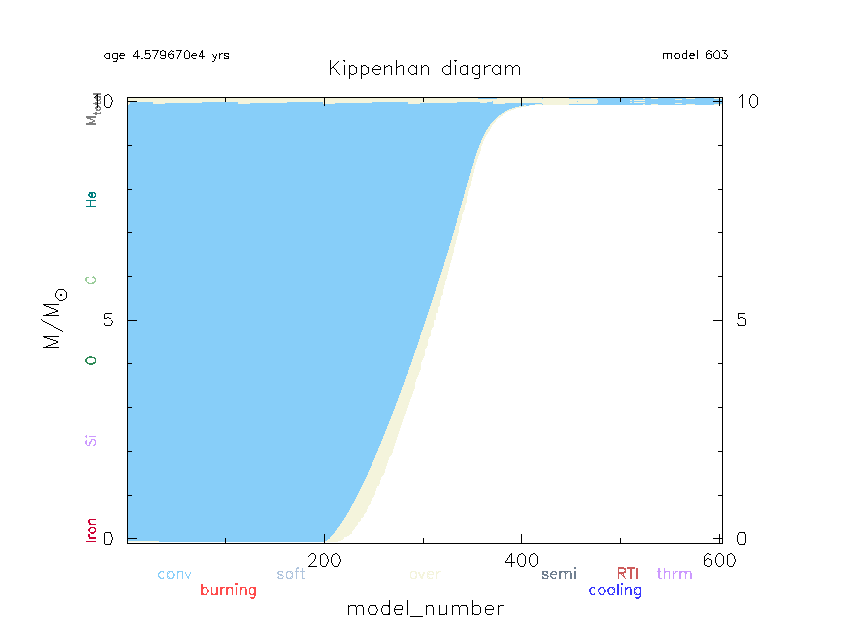 age 4.579670e4 yrs
model 603
Kippenhan diagram
M_total
10
10
He
C
M/M☉
5
5
O
Si
Iron
0
0
200
400
600
conv
soft
over
semi
RTI
thrm
burning
cooling
model_number